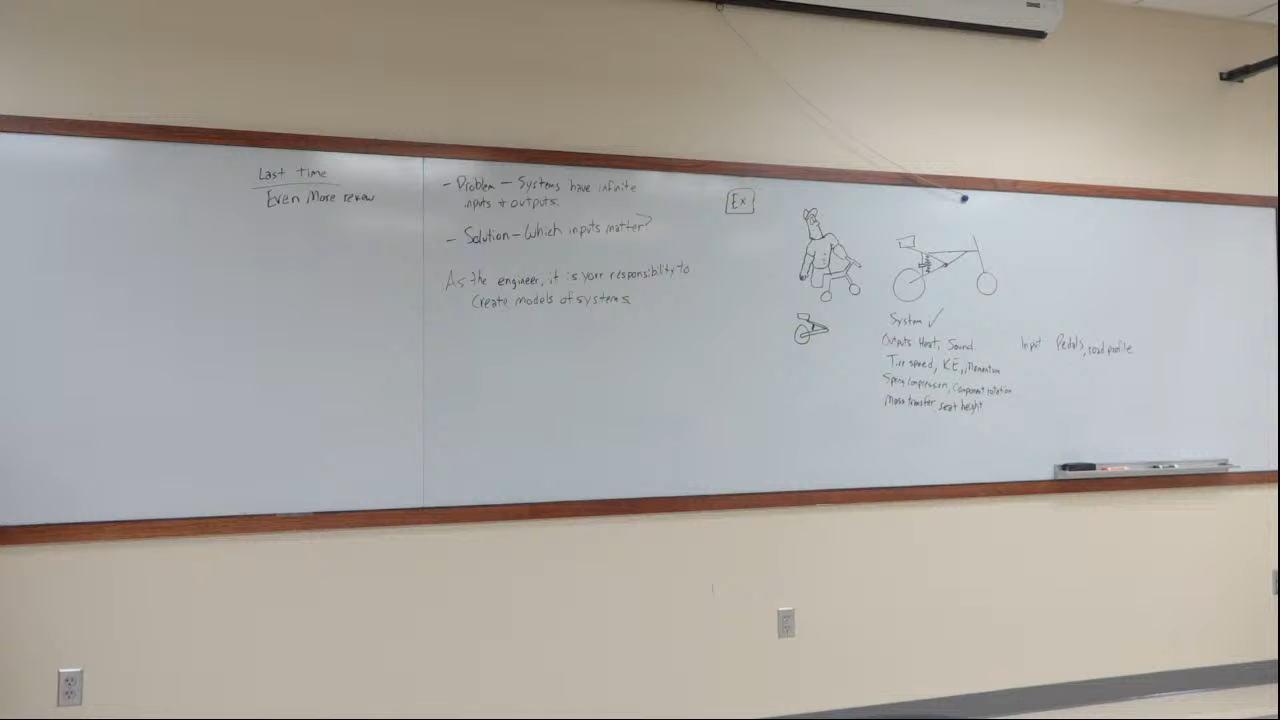 Last Time
Even More review
- Problem - Systems have infinite
inputs + outputs.
- Solution - Which inputs matter?
As the engineer, it is your responsibility to
Create models of systems
Ex
System ✓
Outputs Heat, Sound
Tire speed, KE, Momentum
Spring compression, component rotation
Mass transfer, seat height
Input Pedals, road profile